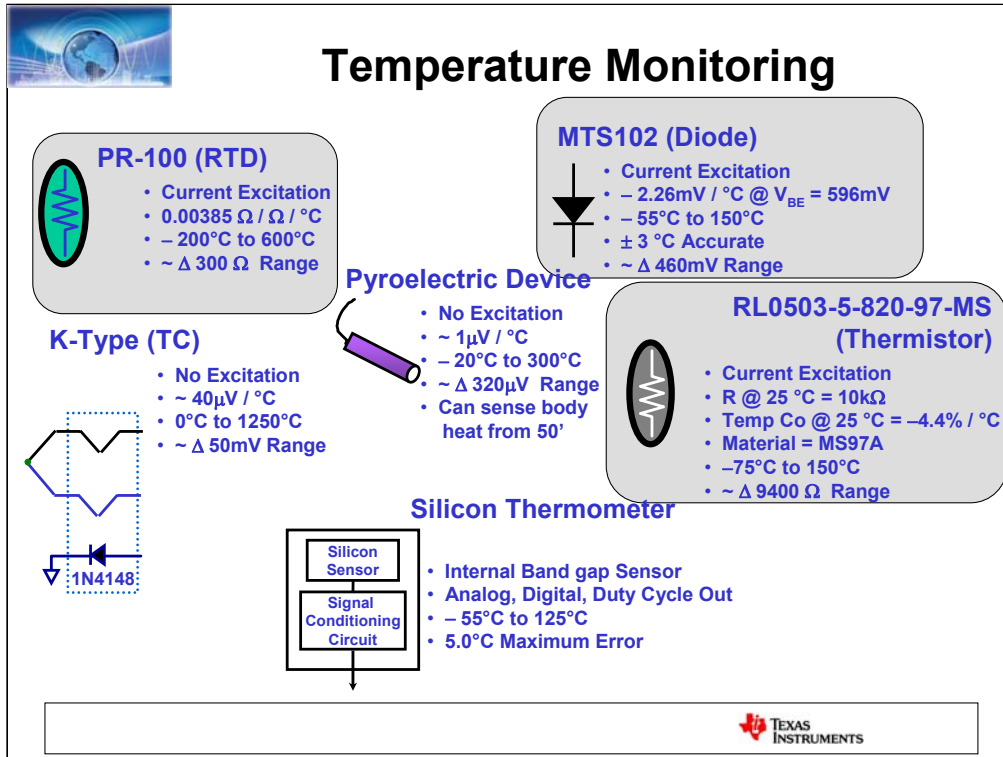 Temperature Monitoring
PR-100 (RTD)
• Current Excitation
• 0.00385 Ω / Ω / °C
• – 200°C to 600°C
• ~ Δ 300 Ω Range
MTS102 (Diode)
• Current Excitation
• – 2.26mV / °C @ VBE = 596mV
• – 55°C to 150°C
• ± 3 °C Accurate
• ~ Δ 460mV Range
Pyroelectric Device
• No Excitation
• ~ 1μV / °C
• – 20°C to 300°C
• ~ Δ 320μV Range
• Can sense body
heat from 50'
K-Type (TC)
• No Excitation
• ~ 40μV / °C
• 0°C to 1250°C
• ~ Δ 50mV Range
1N4148
RL0503-5-820-97-MS
(Thermistor)
• Current Excitation
• R @ 25 °C = 10kΩ
• Temp Co @ 25 °C = –4.4% / °C
• Material = MS97A
• –75°C to 150°C
• ~ Δ 9400 Ω Range
Silicon Thermometer
Silicon
Sensor
Signal
Conditioning
Circuit
• Internal Band gap Sensor
• Analog, Digital, Duty Cycle Out
• – 55°C to 125°C
• 5.0°C Maximum Error
TEXAS
INSTRUMENTS